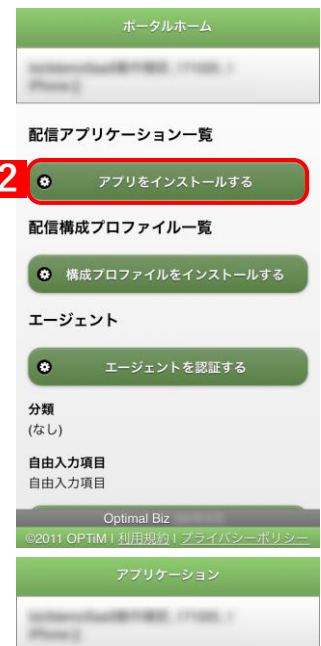 ポータルホーム
配信アプリケーション一覧
2
アプリをインストールする
配信構成プロファイル一覧
構成プロファイルをインストールする
エージェント
エージェントを認証する
分類
(なし)
自由入力項目
自由入力項目
Optimal Biz
©2011 OPTiM | 利用規約 | プライバシーポリシー
アプリケーション